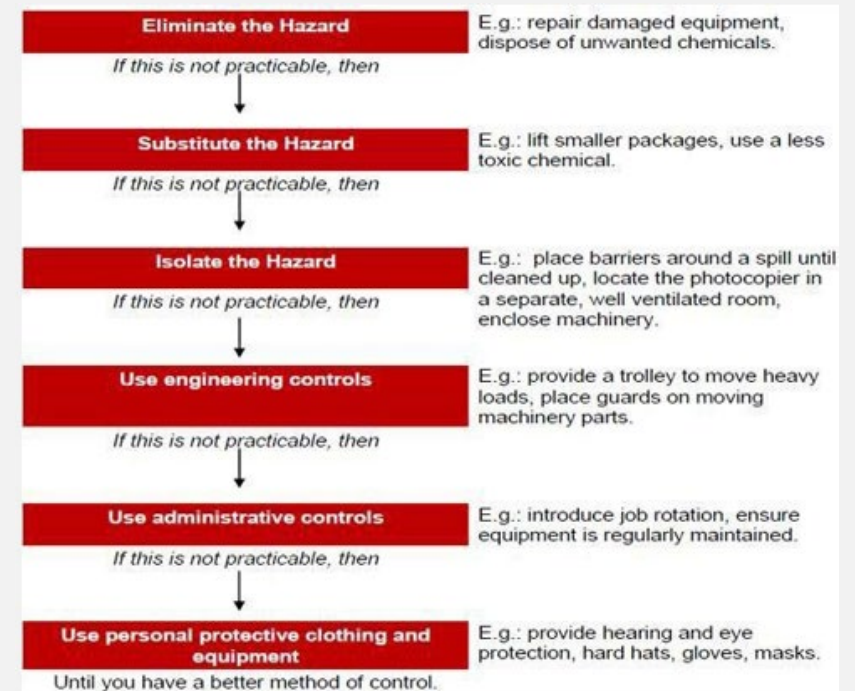 Eliminate the Hazard
E.g.: repair damaged equipment,
dispose of unwanted chemicals.
If this is not practicable, then
Substitute the Hazard
E.g.: lift smaller packages, use a less
toxic chemical.
If this is not practicable, then
Isolate the Hazard
E.g.:  place barriers around a spill until
cleaned up, locate the photocopier in
a separate, well ventilated room,
enclose machinery.
If this is not practicable, then
Use engineering controls
E.g.: provide a trolley to move heavy
loads, place guards on moving
machinery parts.
If this is not practicable, then
Use administrative controls
E.g.: introduce job rotation, ensure
equipment is regularly maintained.
If this is not practicable, then
Use personal protective clothing and
equipment
E.g.: provide hearing and eye
protection, hard hats, gloves, masks.
Until you have a better method of control.